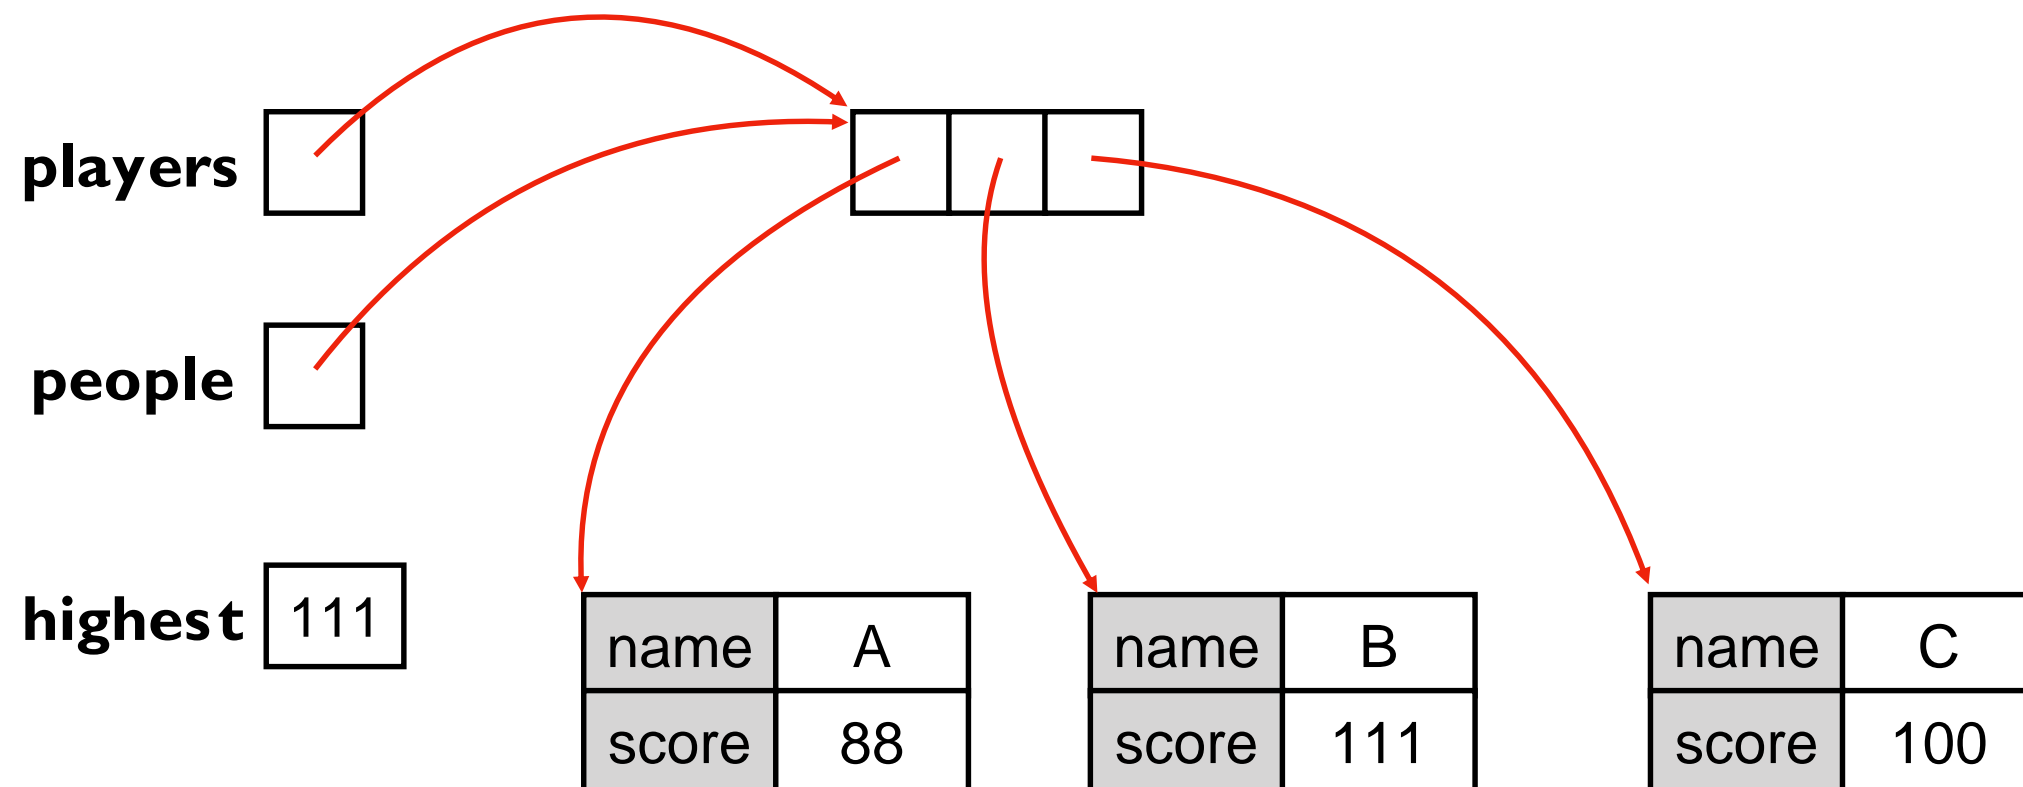 players
people
highest 111
name A
score 88
name B
score 111
name C
score 100